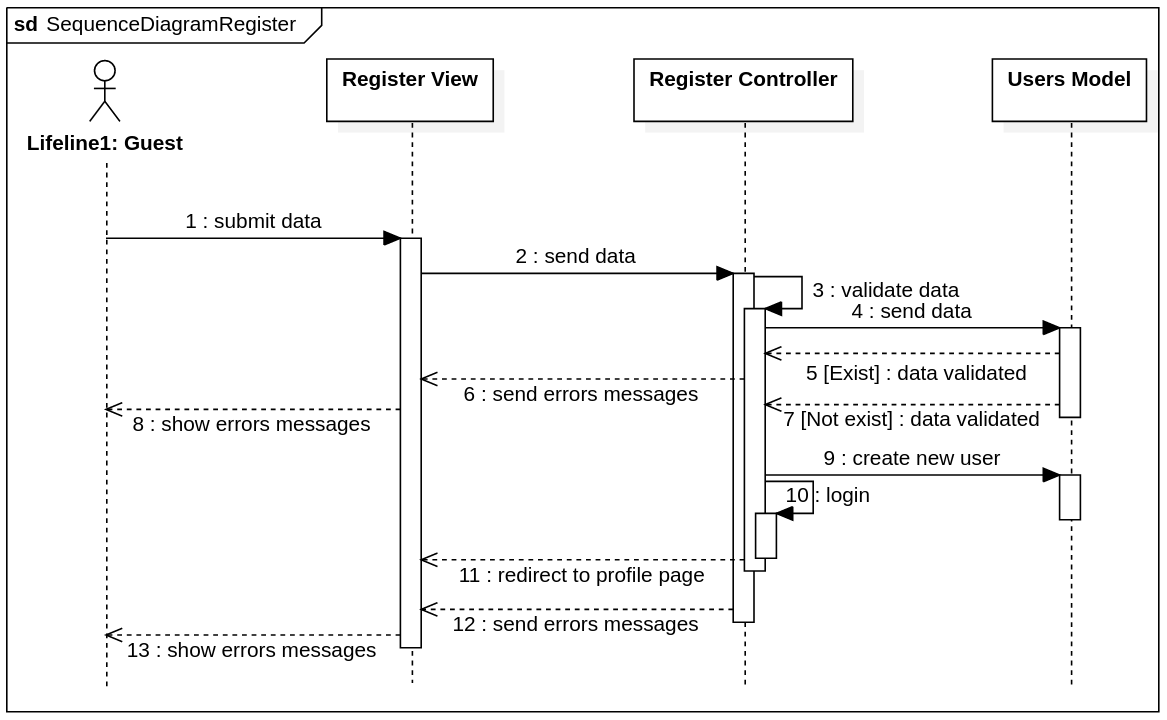 sd SequenceDiagramRegister
Register View
Register Controller
Users Model
Lifeline1: Guest
1 : submit data
2 : send data
3 : validate data
4 : send data
5 [Exist] : data validated
6 : send errors messages
7 [Not exist] : data validated
8 : show errors messages
9 : create new user
10 : login
11 : redirect to profile page
12 : send errors messages
13 : show errors messages